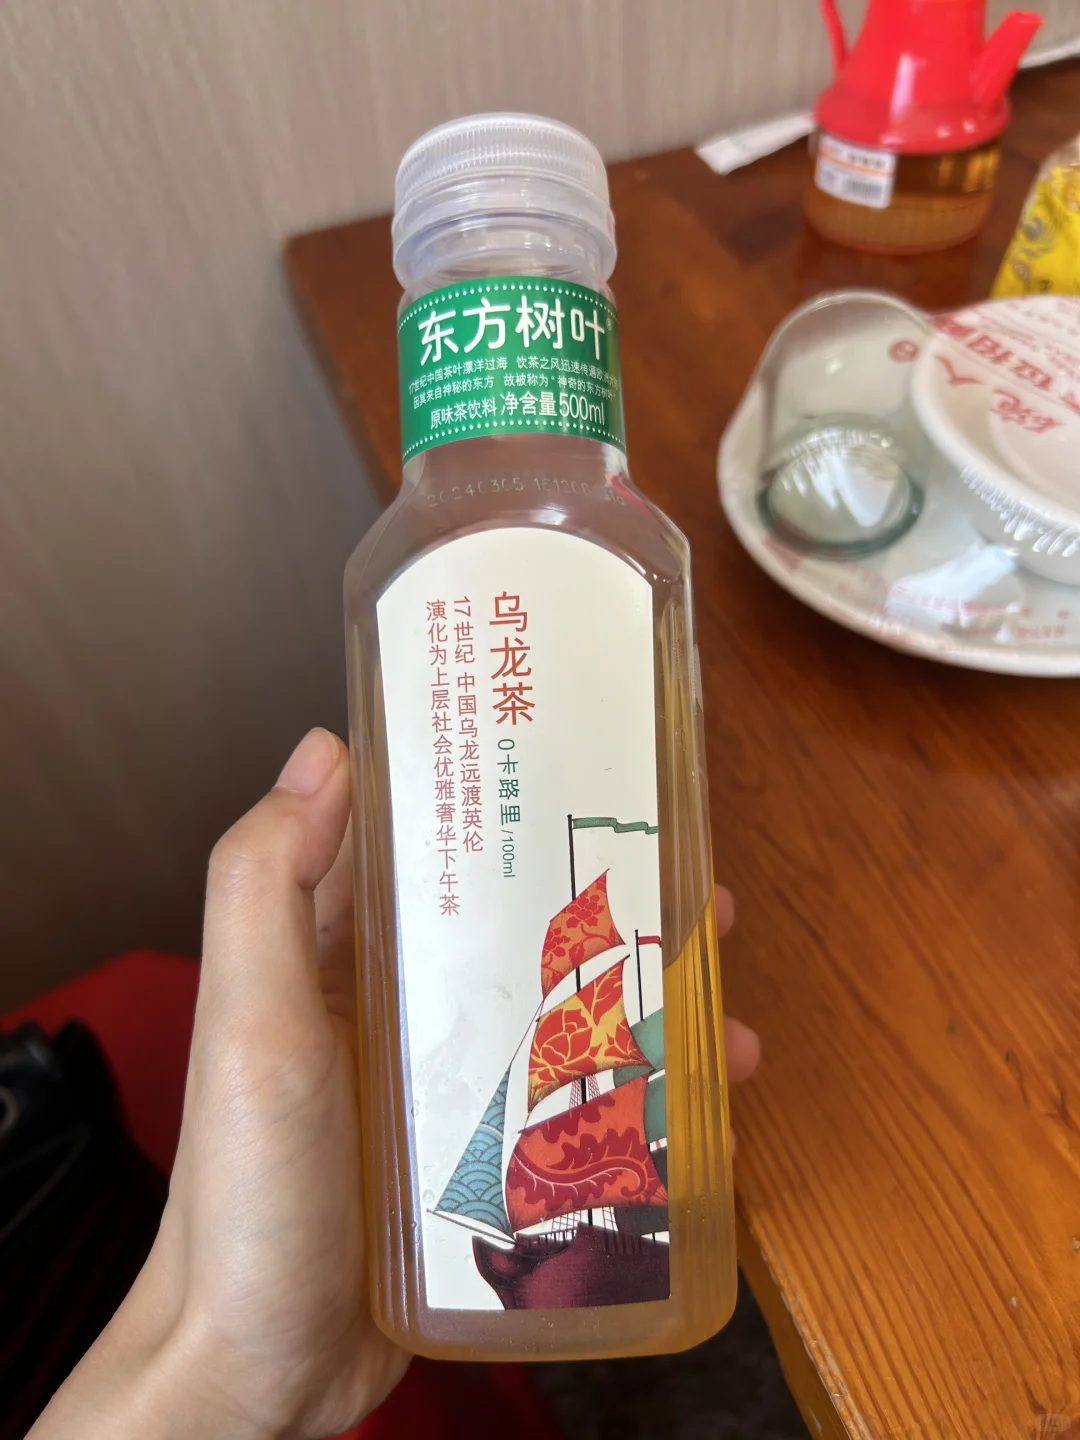 东方树叶
17世纪中国茶叶漂洋过海 饮茶之风迅速传遍欧洲大陆
因其来自神秘的东方 故被称为“神奇的东方树叶”
原味茶饮料 净含量500ml
20240305
乌龙茶 0卡路里/100ml
17世纪 中国乌龙远渡英伦
演化为上层社会优雅奢华下午茶